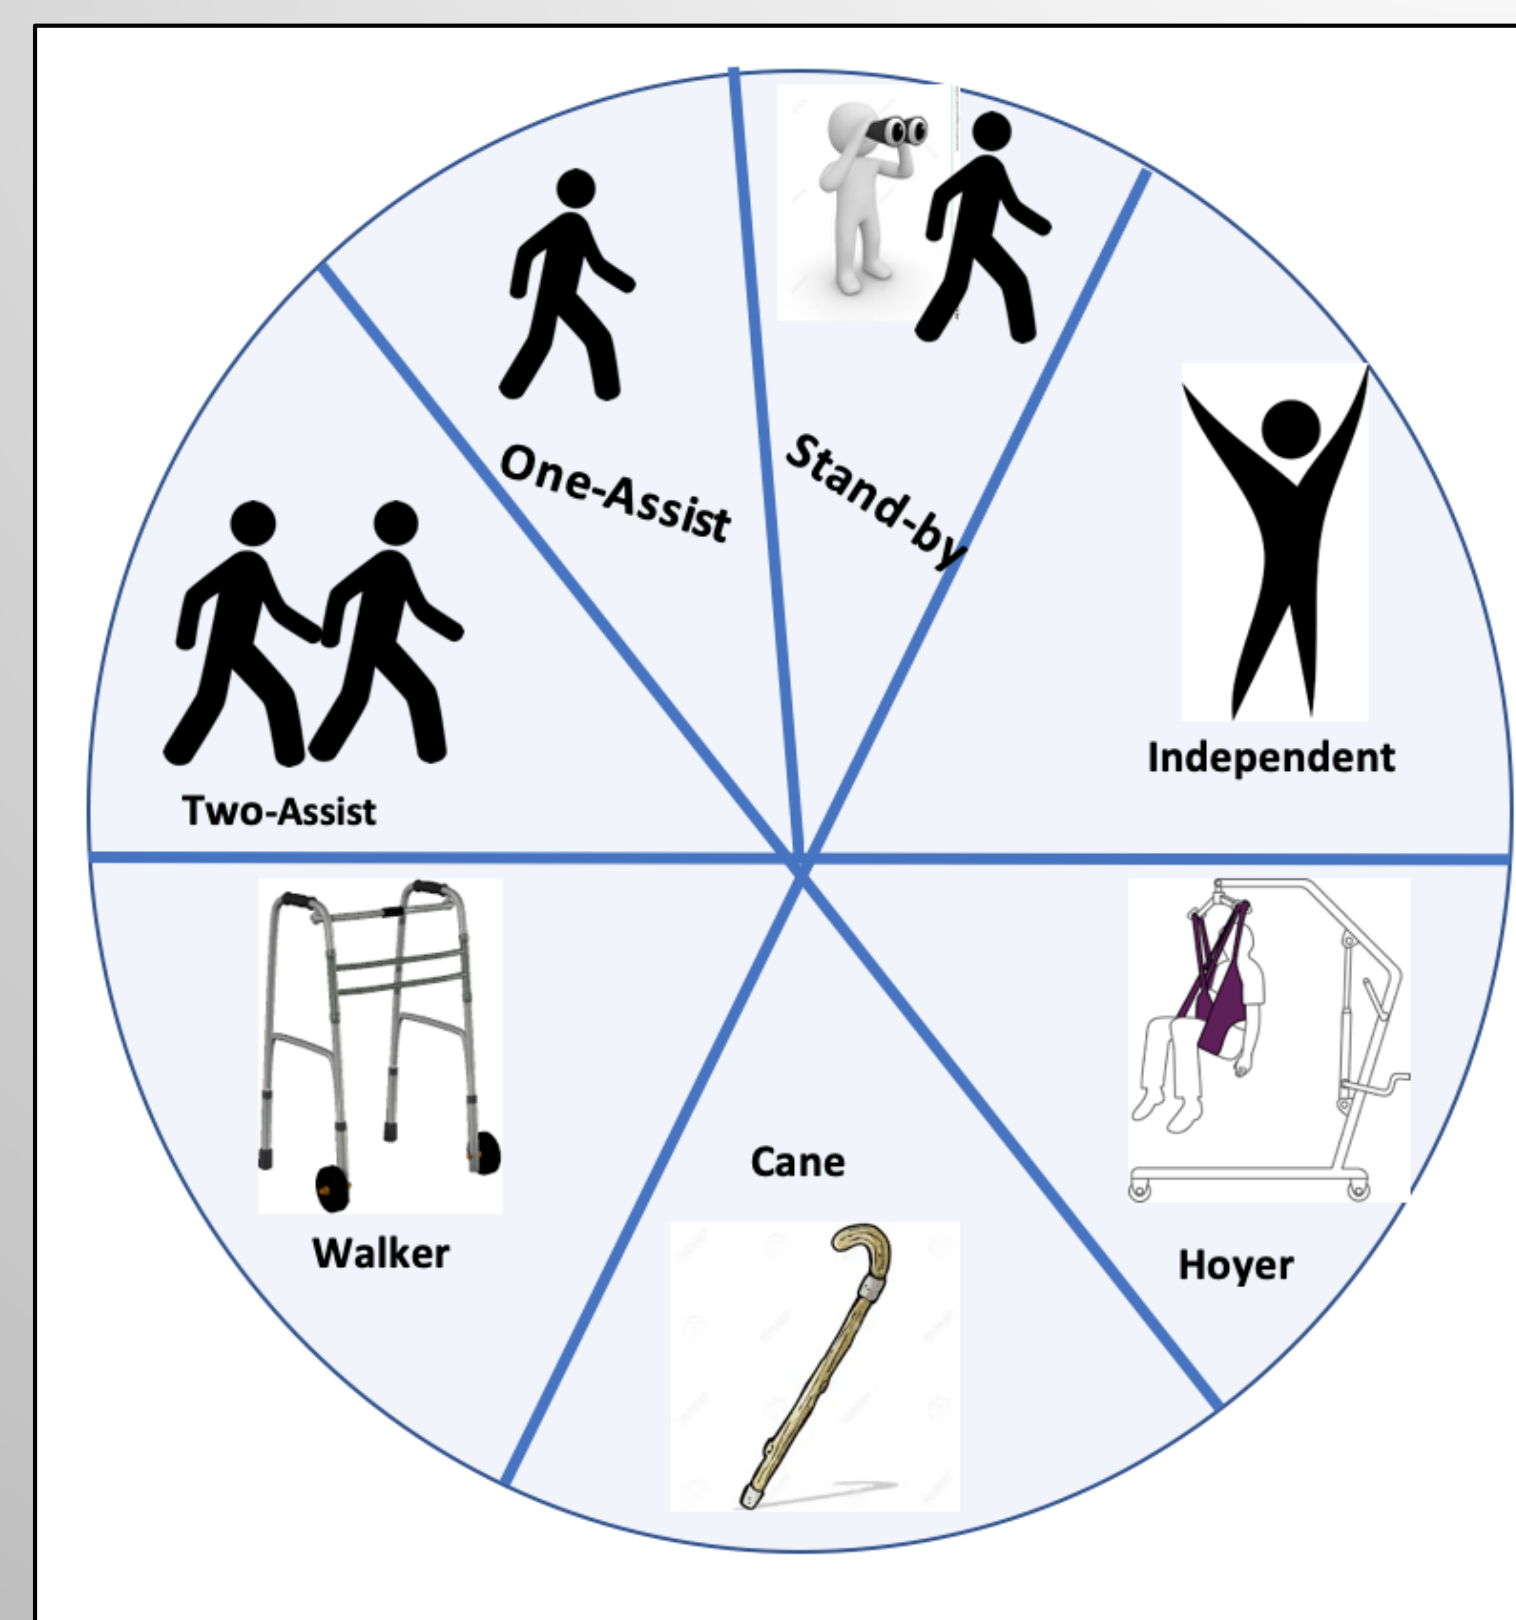 One-Assist
Stand-by
Independent
Two-Assist
Walker
Cane
Hoyer